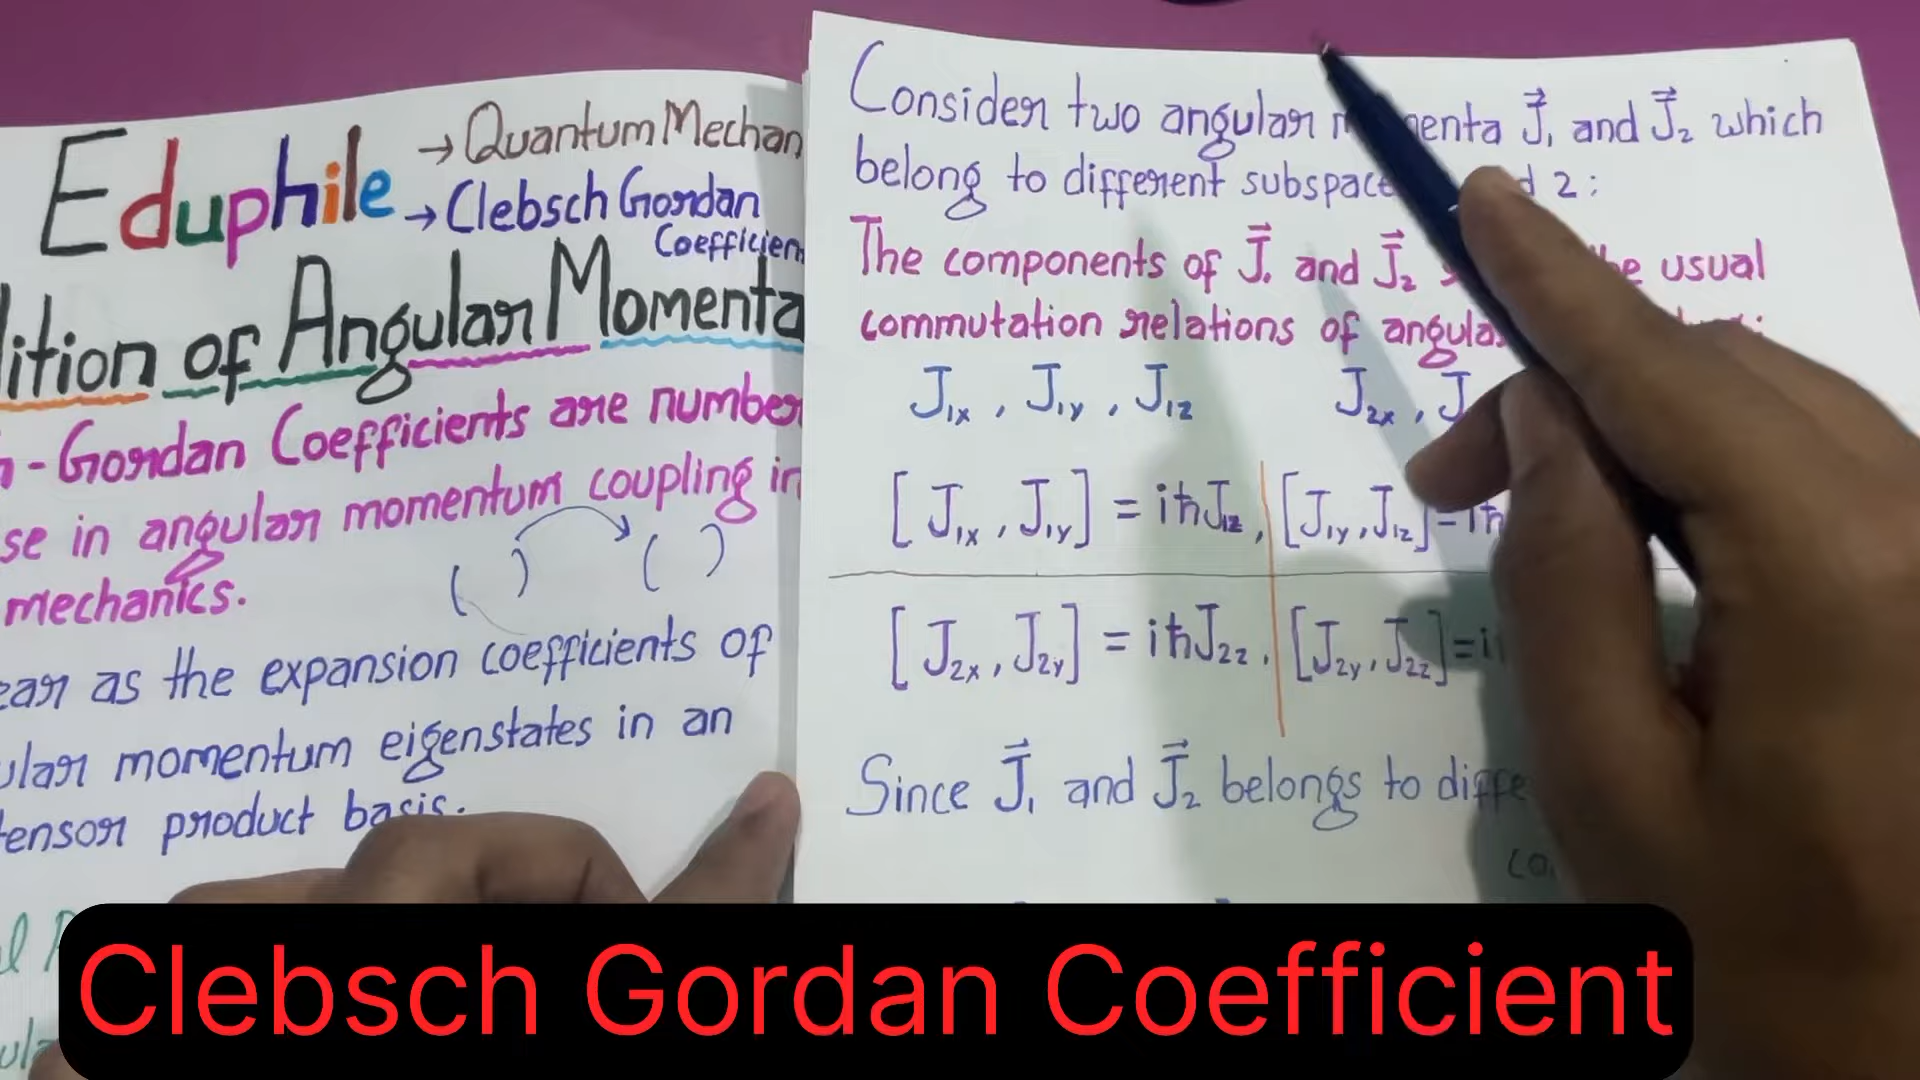 Eduphile → Quantum Mechan
→ Clebsch Gordan
Coefficien
ition of Angular Momenta
- Gordan Coefficients are number
se in angular momentum coupling in
mechanics.
( ) ( )
ear as the expansion coefficients of
ular momentum eigenstates in an
tensor product basis.
Consider two angular menta J⃗₁ and J⃗₂ which
belong to different subspace 2 :
The components of J⃗₁ and J⃗₂ the usual
commutation relations of angula
J₁ₓ , J₁ᵧ , J₁z J₂ₓ , J
[ J₁ₓ , J₁ᵧ ] = iħJ₁z , [ J₁ᵧ , J₁z ] = iħ
[ J₂ₓ , J₂ᵧ ] = iħJ₂z , [ J₂ᵧ , J₂z ] = i
Since J⃗₁ and J⃗₂ belongs to diffe
Clebsch Gordan Coefficient